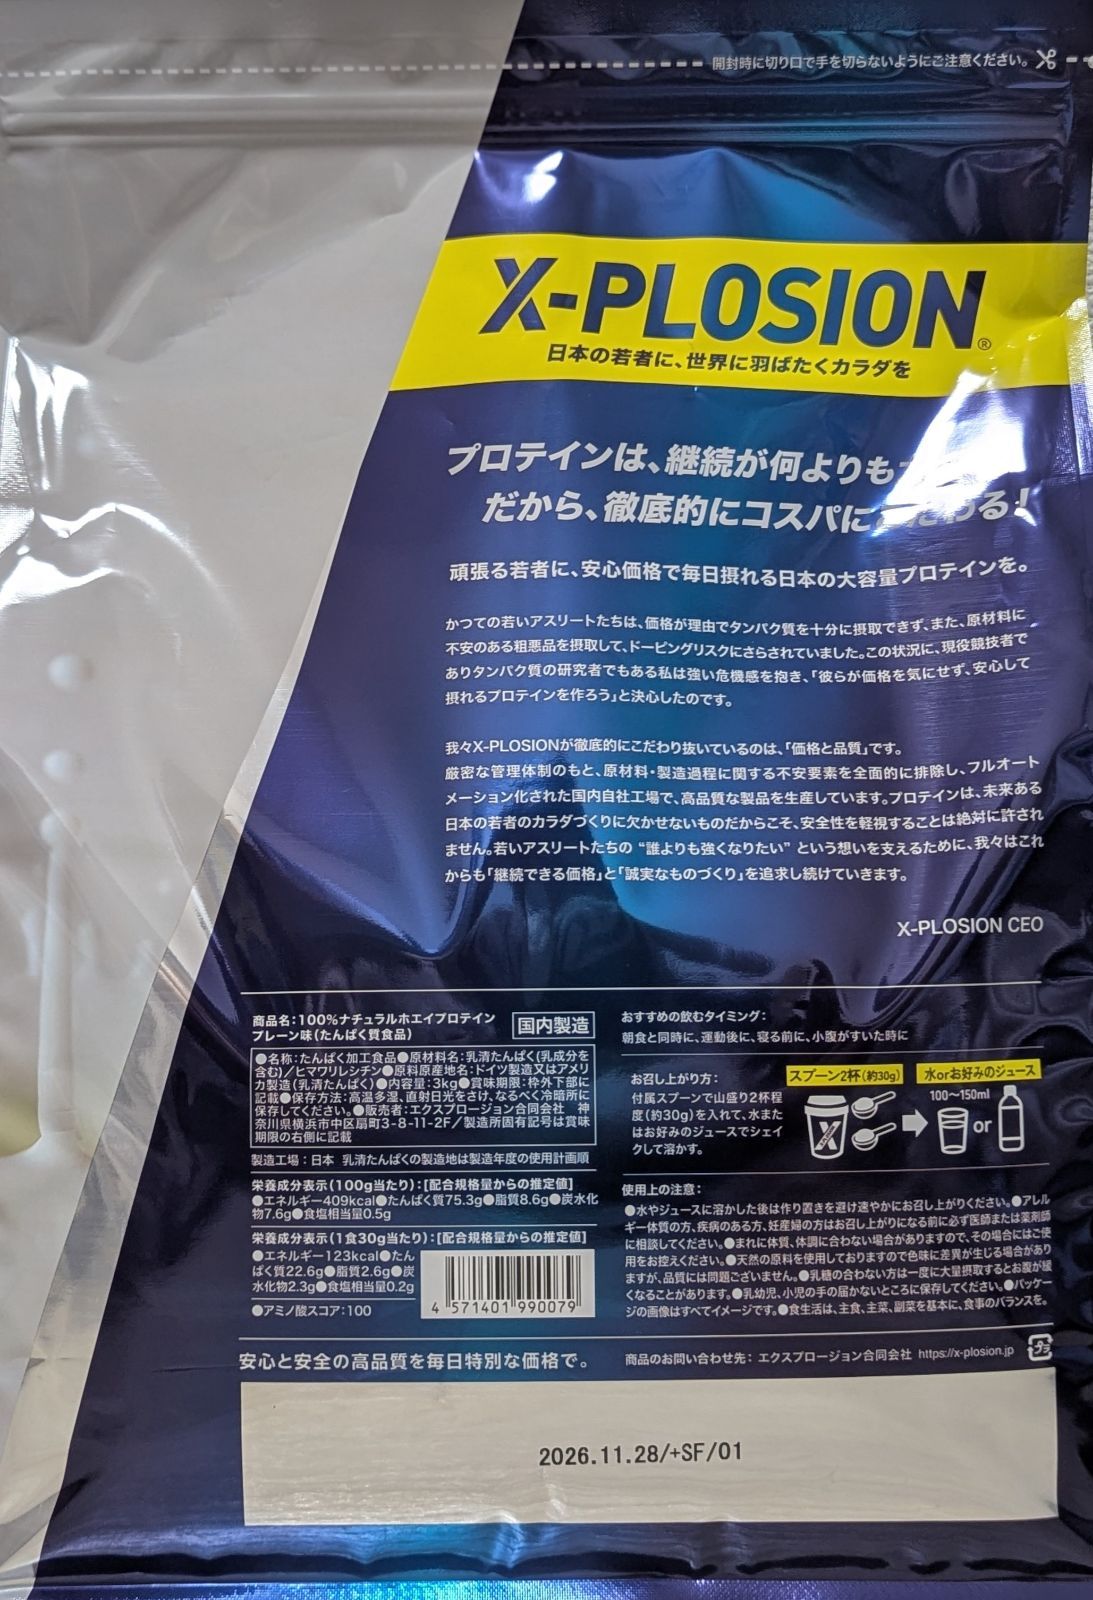 開封時に切り口で手を切らないようにご注意ください。
X-PLOSION®
日本の若者に、世界に羽ばたくカラダを
プロテインは、継続が何よりも
だから、徹底的にコスパにこだわる!
頑張る若者に、安心価格で毎日摂れる日本の大容量プロテインを。
かつての若いアスリートたちは、価格が理由でタンパク質を十分に摂取できず、また、原材料に
不安のある粗悪品を摂取して、ドーピングリスクにさらされていました。この状況に、現役競技者で
ありタンパク質の研究者でもある私は強い危機感を抱き、「彼らが価格を気にせず、安心して
摂れるプロテインを作ろう」と決心したのです。
我々X-PLOSIONが徹底的にこだわり抜いているのは、「価格と品質」です。
厳密な管理体制のもと、原材料・製造過程に関する不安要素を全面的に排除し、フルオート
メーション化された国内自社工場で、高品質な製品を生産しています。プロテインは、未来ある
日本の若者のカラダづくりに欠かせないものだからこそ、安全性を軽視することは絶対に許され
ません。若いアスリートたちの“誰よりも強くなりたい”という想いを支えるために、我々はこれ
からも「継続できる価格」と「誠実なものづくり」を追求し続けていきます。
X-PLOSION CEO
商品名:100%ナチュラルホエイプロテイン
プレーン味(たんぱく質食品)
国内製造
●名称:たんぱく加工食品●原材料名:乳清たんぱく(乳成分を
含む)/ヒマワリレシチン●原料原産地名:ドイツ製造又はアメリ
カ製造(乳清たんぱく)●内容量:3kg●賞味期限:枠外下部に
記載●保存方法:高温多湿、直射日光をさけ、なるべく冷暗所に
保存してください。●販売者:エクスプロージョン合同会社 神
奈川県横浜市中区扇町3-8-11-2F/製造所固有記号は賞味
期限の右側に記載
製造工場:日本 乳清たんぱくの製造地は製造年度の使用計画順
栄養成分表示(100g当たり):[配合規格量からの推定値]
●エネルギー409kcal●たんぱく質75.3g●脂質8.6g●炭水化
物7.6g●食塩相当量0.5g
栄養成分表示(1食30g当たり):[配合規格量からの推定値]
●エネルギー123kcal●たん
ぱく質22.6g●脂質2.6g●炭
水化物2.3g●食塩相当量0.2g
●アミノ酸スコア:100
4 571401 990079
おすすめの飲むタイミング:
朝食と同時に、運動後に、寝る前に、小腹がすいた時に
お召し上がり方:
付属スプーンで山盛り2杯程
度(約30g)を入れて、水また
はお好みのジュースでシェイ
クして溶かす。
スプーン2杯(約30g)
水orお好みのジュース
100〜150ml
X
or
使用上の注意:
●水やジュースに溶かした後は作り置きを避け速やかにお召し上がりください。●アレル
ギー体質の方、疾病のある方、妊産婦の方はお召し上がりになる前に必ず医師または薬剤師
に相談してください。●まれに体質、体調に合わない場合がありますので、その場合にはご使
用をお控えください。●天然の原料を使用しておりますので色味に差異が生じる場合があり
ますが、品質には問題ございません。●乳糖の合わない方は一度に大量摂取するとお腹が緩
くなることがあります。●乳幼児、小児の手の届かないところに保存してください。●パッケー
ジの画像はすべてイメージです。●食生活は、主食、主菜、副菜を基本に、食事のバランスを。
安心と安全の高品質を毎日特別な価格で。
商品のお問い合わせ先:エクスプロージョン合同会社 https://x-plosion.jp
プラ
2026.11.28/+SF/01